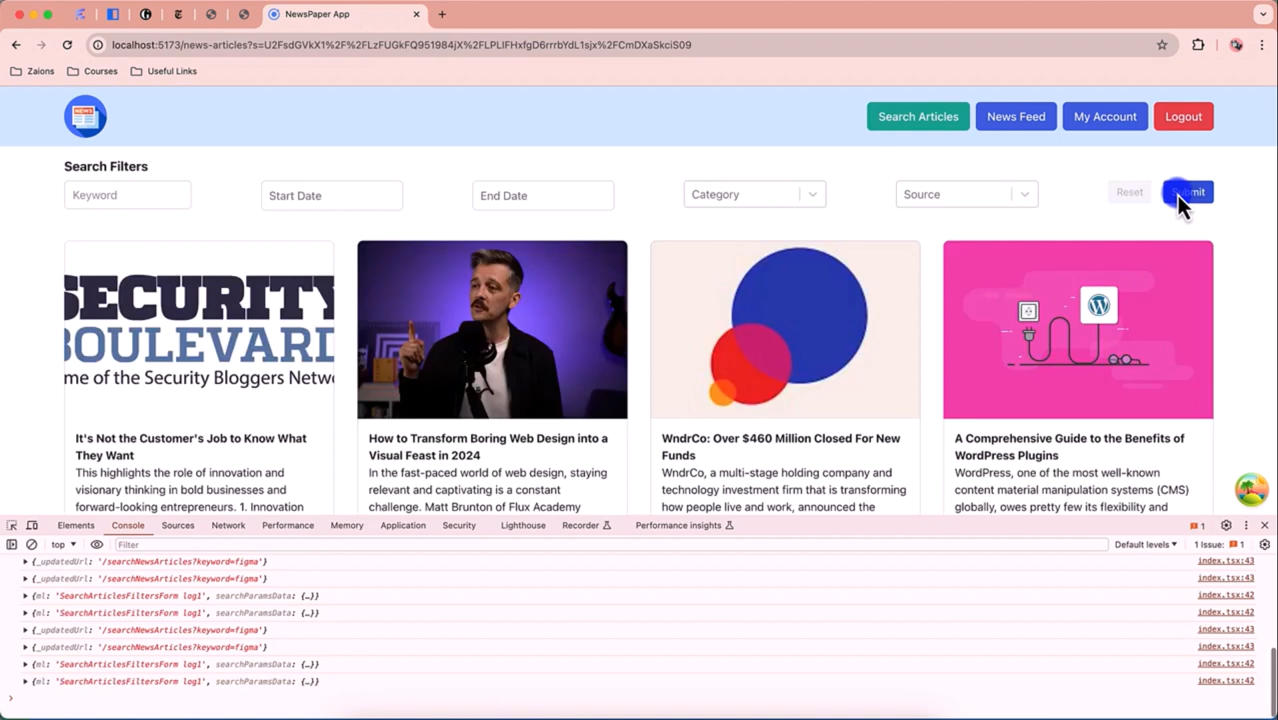 NewsPaper App
localhost:5173/news-articles?s=U2FsdGVkX1%2F%2FLzFUGkFQ951984jX%2FLPLIFHxfgD6rrrbYdL1sjx%2FCmDXaSkciS09
Zaions Courses Useful Links
NEWS
Search Articles News Feed My Account Logout
Search Filters
Keyword Start Date End Date Category Source Reset Submit
SECURITY
BOULEVARD
It's Not the Customer's Job to Know What
They Want
This highlights the role of innovation and
visionary thinking in bold businesses and
forward-looking entrepreneurs. 1. Innovation
How to Transform Boring Web Design into a
Visual Feast in 2024
In the fast-paced world of web design, staying
relevant and captivating is a constant
challenge. Matt Brunton of Flux Academy
WndrCo: Over $460 Million Closed For New
Funds
WndrCo, a multi-stage holding company and
technology investment firm that is transforming
how people live and work, announced the
A Comprehensive Guide to the Benefits of
WordPress Plugins
WordPress, one of the most well-known
content material manipulation systems (CMS)
globally, owes pretty few its flexibility and
Elements Console Sources Network Performance Memory Application Security Lighthouse Recorder Performance insights 1
top Filter Default levels 1 Issue: 1
{_updatedUrl: '/searchNewsArticles?keyword=figma'} index.tsx:43
{_updatedUrl: '/searchNewsArticles?keyword=figma'} index.tsx:43
{ml: 'SearchArticlesFiltersForm log1', searchParamsData: {…}} index.tsx:42
{ml: 'SearchArticlesFiltersForm log1', searchParamsData: {…}} index.tsx:42
{_updatedUrl: '/searchNewsArticles?keyword=figma'} index.tsx:43
{_updatedUrl: '/searchNewsArticles?keyword=figma'} index.tsx:43
{ml: 'SearchArticlesFiltersForm log1', searchParamsData: {…}} index.tsx:42
{ml: 'SearchArticlesFiltersForm log1', searchParamsData: {…}} index.tsx:42